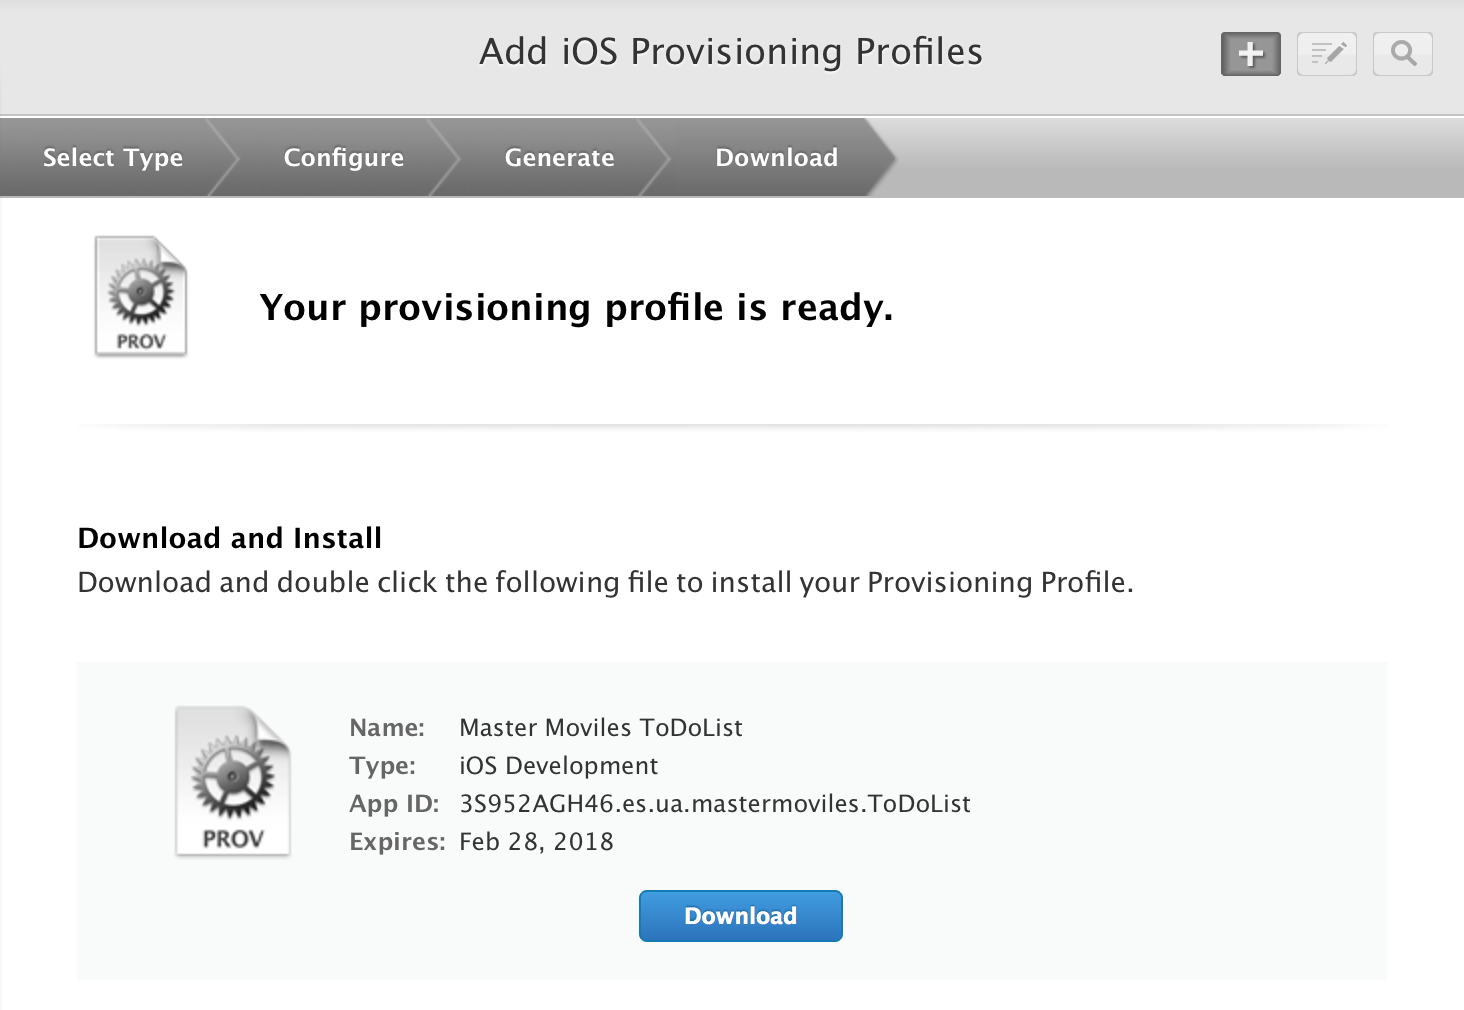 Add iOS Provisioning Profiles
Select Type
Configure
Generate
Download
PROV
Your provisioning profile is ready.
Download and Install
Download and double click the following file to install your Provisioning Profile.
PROV
Name: Master Moviles ToDoList
Type: iOS Development
App ID: 3S952AGH46.es.ua.mastermoviles.ToDoList
Expires: Feb 28, 2018
Download